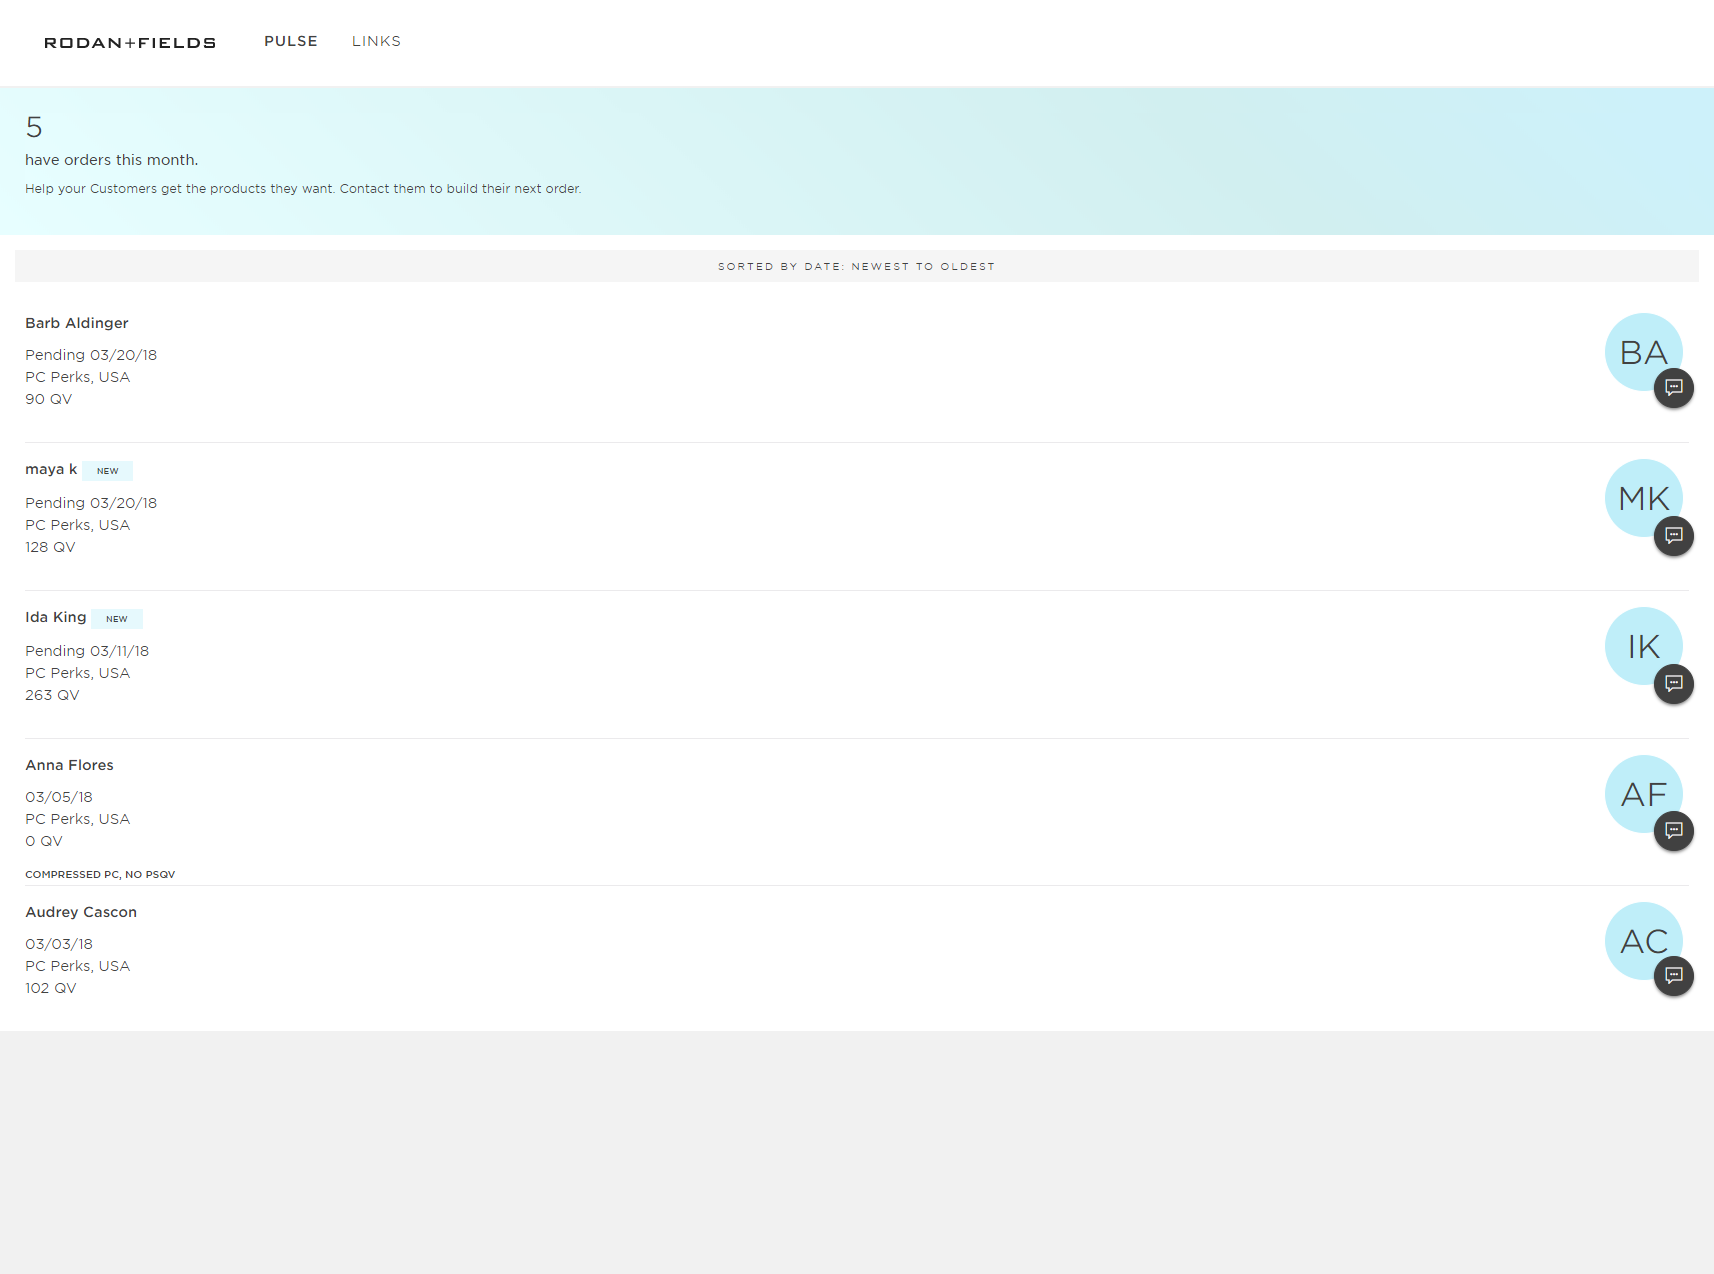 RODAN+FIELDS PULSE LINKS
5
have orders this month.
Help your Customers get the products they want. Contact them to build their next order.
SORTED BY DATE: NEWEST TO OLDEST
Barb Aldinger
Pending 03/20/18
PC Perks, USA
90 QV
BA
maya k NEW
Pending 03/20/18
PC Perks, USA
128 QV
MK
Ida King NEW
Pending 03/11/18
PC Perks, USA
263 QV
IK
Anna Flores
03/05/18
PC Perks, USA
0 QV
COMPRESSED PC, NO PSQV
AF
Audrey Cascon
03/03/18
PC Perks, USA
102 QV
AC